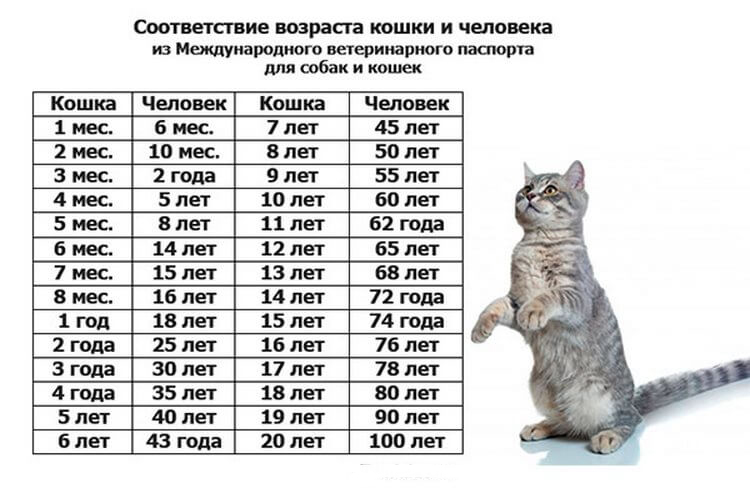 Соответствие возраста кошки и человека
из Международного ветеринарного паспорта
для собак и кошек
Кошка Человек Кошка Человек
1 мес. 6 мес. 7 лет 45 лет
2 мес. 10 мес. 8 лет 50 лет
3 мес. 2 года 9 лет 55 лет
4 мес. 5 лет 10 лет 60 лет
5 мес. 8 лет 11 лет 62 года
6 мес. 14 лет 12 лет 65 лет
7 мес. 15 лет 13 лет 68 лет
8 мес. 16 лет 14 лет 72 года
1 год 18 лет 15 лет 74 года
2 года 25 лет 16 лет 76 лет
3 года 30 лет 17 лет 78 лет
4 года 35 лет 18 лет 80 лет
5 лет 40 лет 19 лет 90 лет
6 лет 43 года 20 лет 100 лет